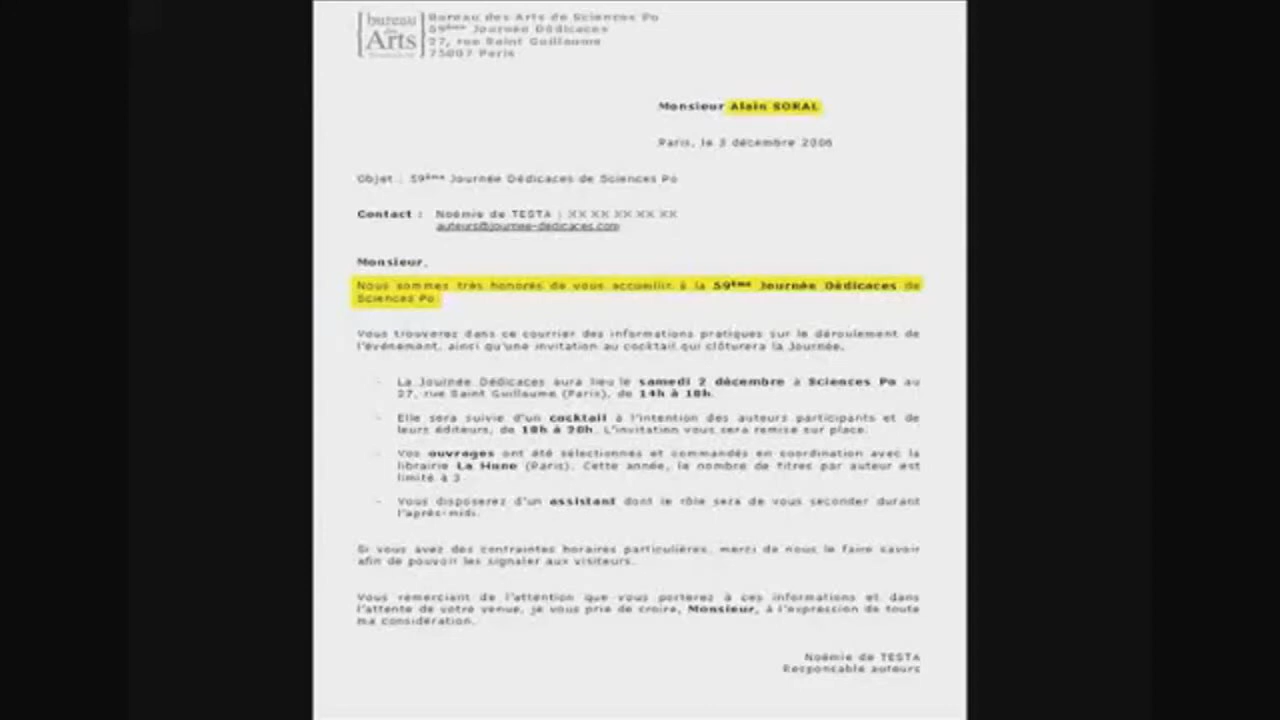 bureau
des
Arts
Bureau des Arts de Sciences Po
59ème Journée Dédicaces
27, rue Saint Guillaume
75007 Paris
Monsieur Alain SORAL
Paris, le 3 décembre 2006
Objet : 59ème Journée Dédicaces de Sciences Po
Contact : Noémie de TESTA : XX XX XX XX XX
auteurs@journee-dedicaces.com
Monsieur,
Nous sommes très honorés de vous accueillir à la 59ème Journée Dédicaces de
Sciences Po.
Vous trouverez dans ce courrier des informations pratiques sur le déroulement de
l'événement, ainsi qu'une invitation au cocktail qui clôturera la Journée.
- La Journée Dédicaces aura lieu le samedi 2 décembre à Sciences Po au
27, rue Saint Guillaume (Paris), de 14h à 18h.
- Elle sera suivie d'un cocktail à l'intention des auteurs participants et de
leurs éditeurs, de 18h à 20h. L'invitation vous sera remise sur place.
- Vos ouvrages ont été sélectionnés et commandés en coordination avec la
librairie La Hune (Paris). Cette année, le nombre de titres par auteur est
limité à 3
- Vous disposerez d'un assistant dont le rôle sera de vous seconder durant
l'après-midi.
Si vous avez des contraintes horaires particulières, merci de nous le faire savoir
afin de pouvoir les signaler aux visiteurs.
Vous remerciant de l'attention que vous porterez à ces informations et dans
l'attente de votre venue, je vous prie de croire, Monsieur, à l'expression de toute
ma considération.
Noémie de TESTA
Responsable auteurs